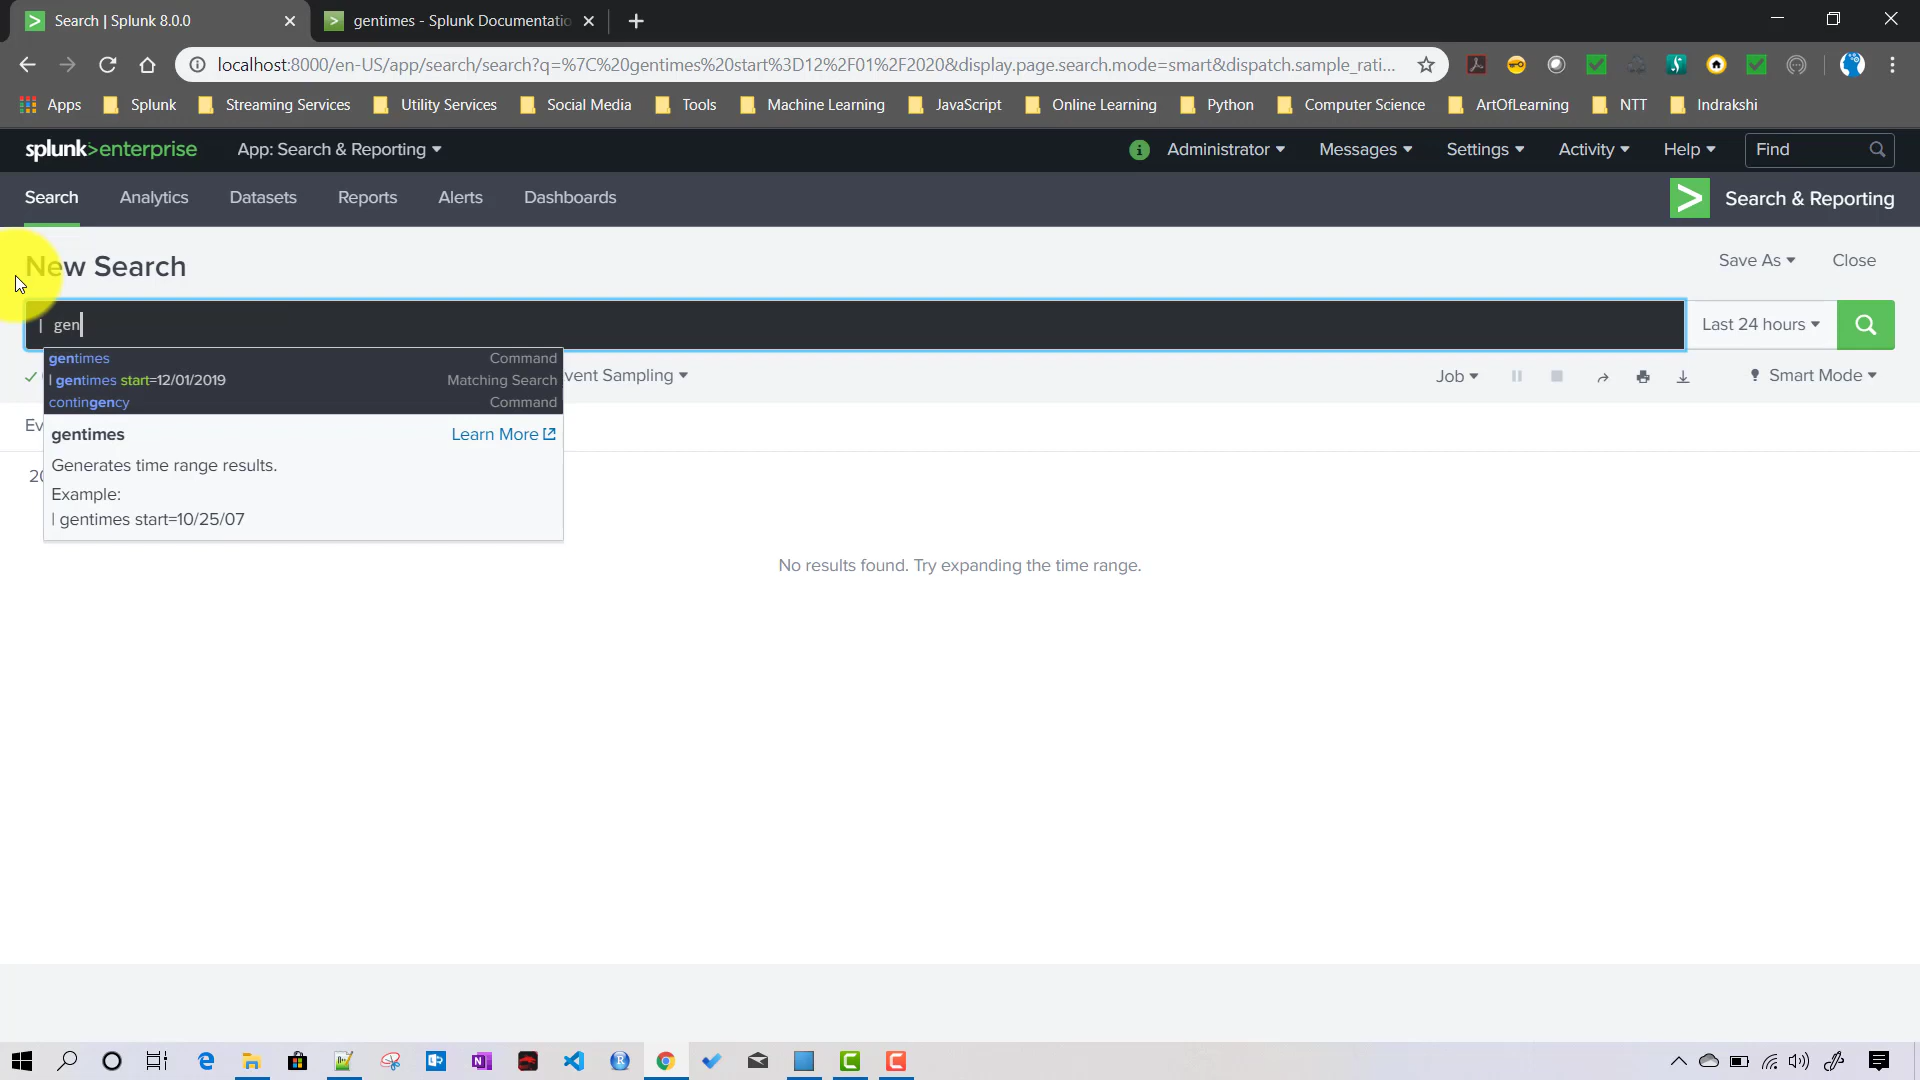 Search | Splunk 8.0.0
gentimes - Splunk Documentatio
localhost:8000/en-US/app/search/search?q=%7C%20gentimes%20start%3D12%2F01%2F2020&display.page.search.mode=smart&dispatch.sample_rati...
Apps Splunk Streaming Services Utility Services Social Media Tools Machine Learning JavaScript Online Learning Python Computer Science ArtOfLearning NTT Indrakshi
splunk>enterprise App: Search & Reporting Administrator Messages Settings Activity Help Find
Search Analytics Datasets Reports Alerts Dashboards Search & Reporting
New Search Save As Close
| gen Last 24 hours
gentimes Command
| gentimes start=12/01/2019 Matching Search
vent Sampling Job Smart Mode
contingency Command
Ev
gentimes Learn More
Generates time range results.
20
Example:
| gentimes start=10/25/07
No results found. Try expanding the time range.